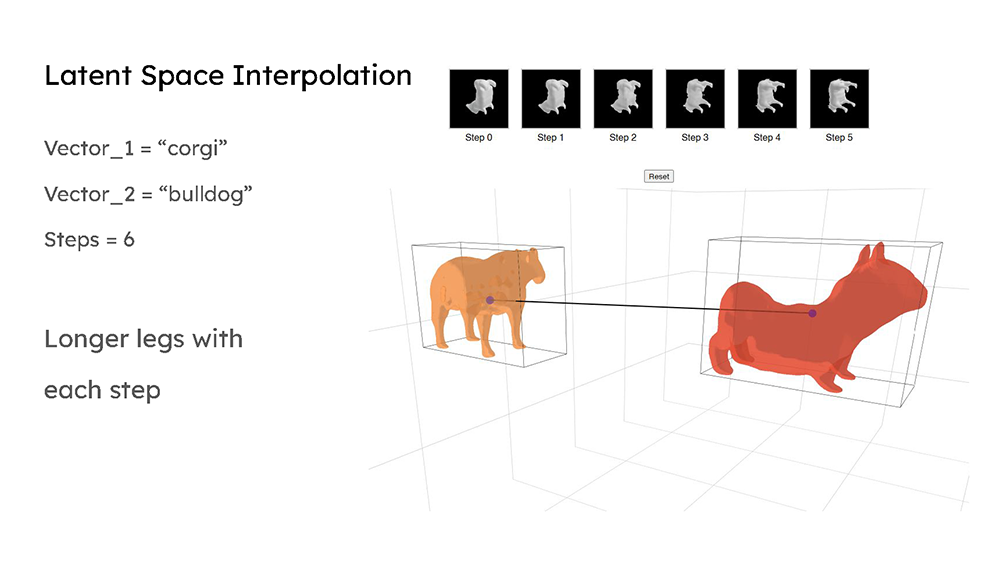 Latent Space Interpolation
Vector_1 = “corgi”
Vector_2 = “bulldog”
Steps = 6
Longer legs with
each step
Step 0
Step 1
Step 2
Step 3
Step 4
Step 5
Reset